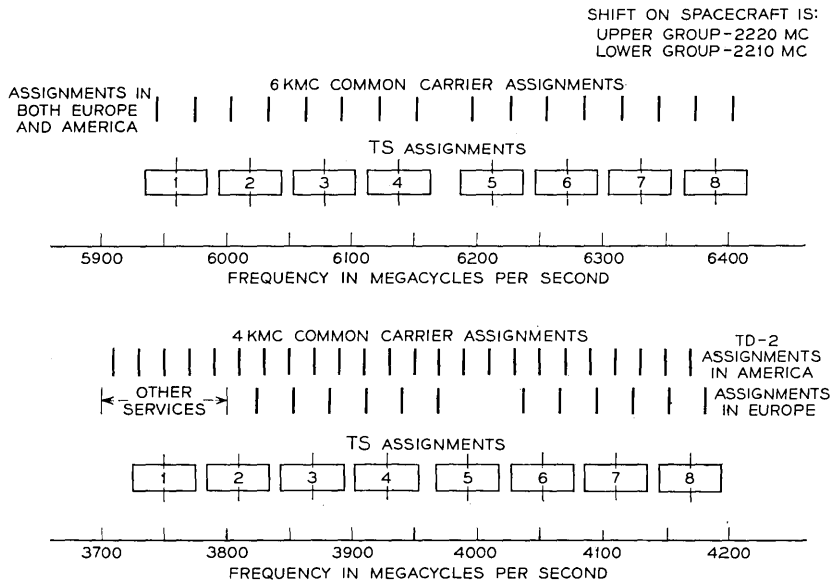 SHIFT ON SPACECRAFT IS:
UPPER GROUP-2220 MC
LOWER GROUP-2210 MC
6 KMC COMMON CARRIER ASSIGNMENTS
ASSIGNMENTS IN
BOTH EUROPE
AND AMERICA
TS ASSIGNMENTS
1 2 3 4 5 6 7 8
5900 6000 6100 6200 6300 6400
FREQUENCY IN MEGACYCLES PER SECOND
4 KMC COMMON CARRIER ASSIGNMENTS
TD-2
ASSIGNMENTS
IN AMERICA
OTHER
SERVICES
ASSIGNMENTS
IN EUROPE
TS ASSIGNMENTS
1 2 3 4 5 6 7 8
3700 3800 3900 4000 4100 4200
FREQUENCY IN MEGACYCLES PER SECOND